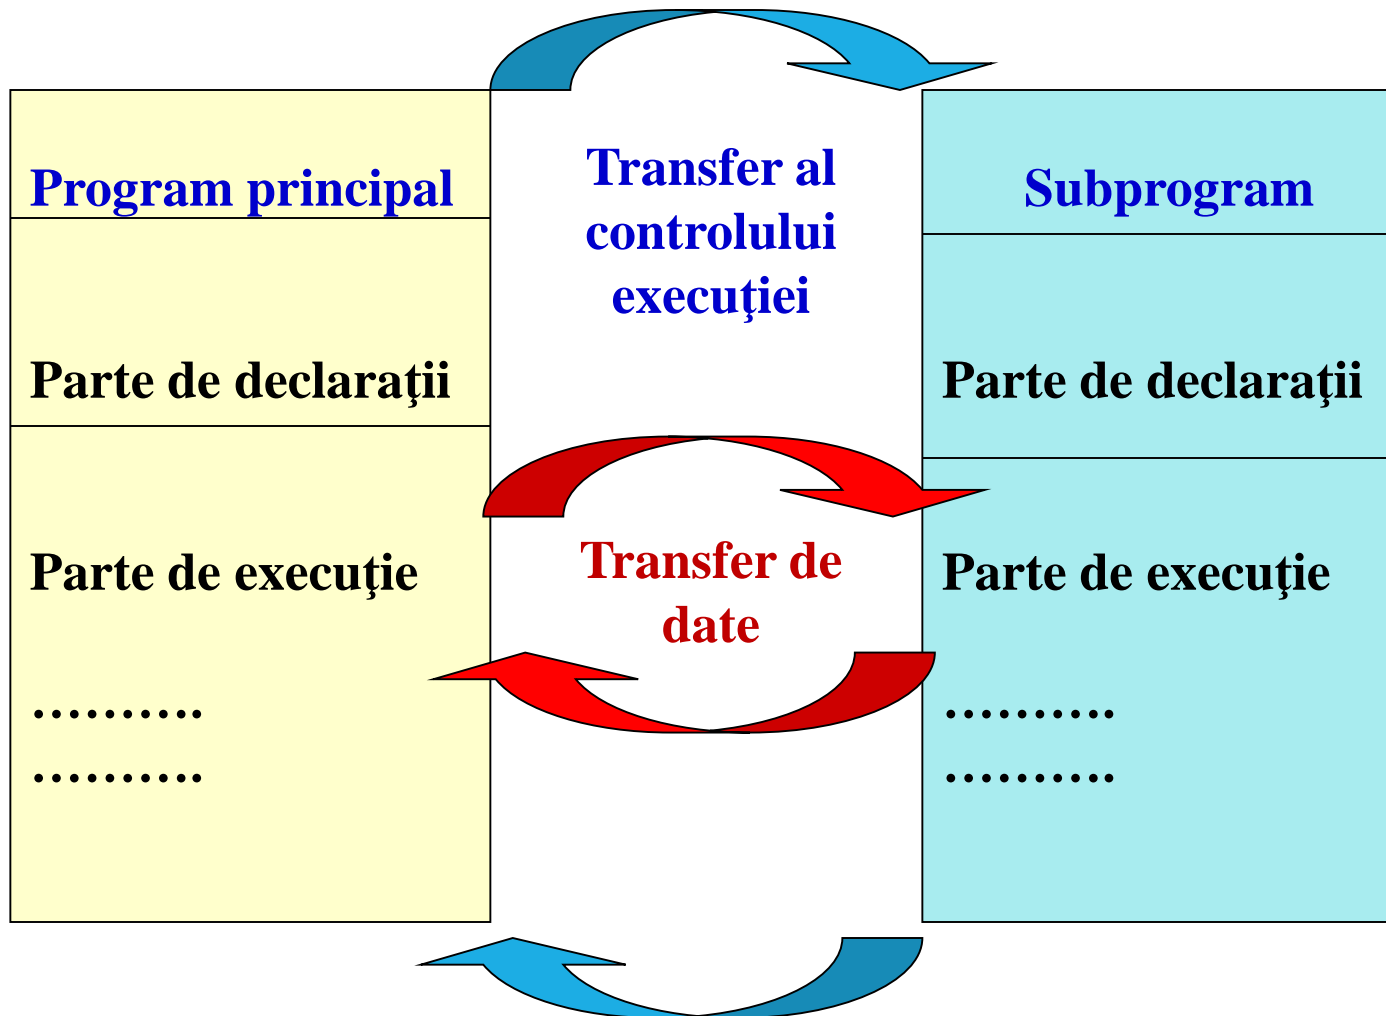 Program principal
Parte de declaraţii
Parte de execuţie
……….
……….
Transfer al
controlului
execuţiei
Transfer de
date
Subprogram
Parte de declaraţii
Parte de execuţie
……….
……….